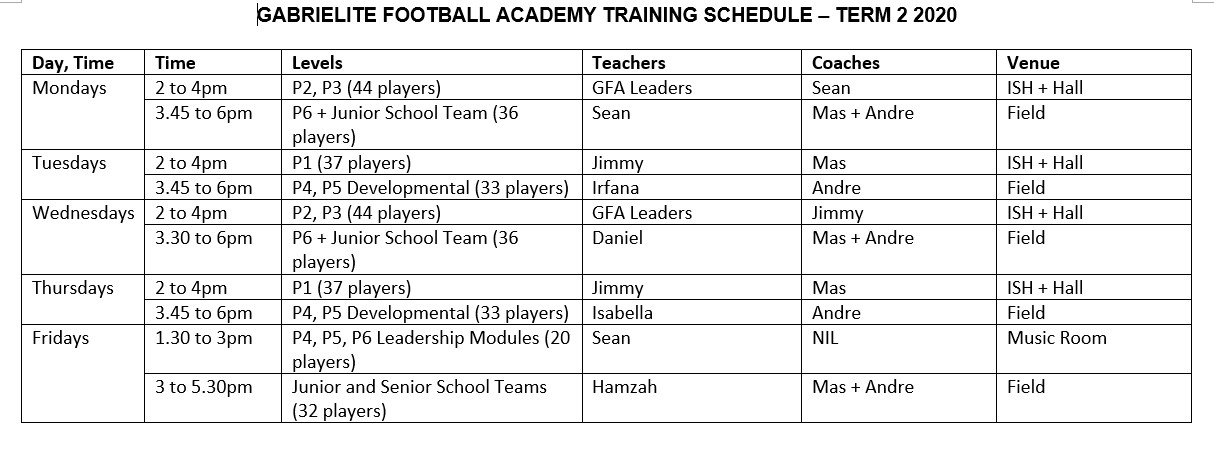 GABRIELITE FOOTBALL ACADEMY TRAINING SCHEDULE – TERM 2 2020
Day, Time Time Levels Teachers Coaches Venue
Mondays 2 to 4pm P2, P3 (44 players) GFA Leaders Sean ISH + Hall
3.45 to 6pm P6 + Junior School Team (36 Sean Mas + Andre Field
players)
Tuesdays 2 to 4pm P1 (37 players) Jimmy Mas ISH + Hall
3.45 to 6pm P4, P5 Developmental (33 players) Irfana Andre Field
Wednesdays 2 to 4pm P2, P3 (44 players) GFA Leaders Jimmy ISH + Hall
3.30 to 6pm P6 + Junior School Team (36 Daniel Mas + Andre Field
players)
Thursdays 2 to 4pm P1 (37 players) Jimmy Mas ISH + Hall
3.45 to 6pm P4, P5 Developmental (33 players) Isabella Andre Field
Fridays 1.30 to 3pm P4, P5, P6 Leadership Modules (20 Sean NIL Music Room
players)
3 to 5.30pm Junior and Senior School Teams Hamzah Mas + Andre Field
(32 players)